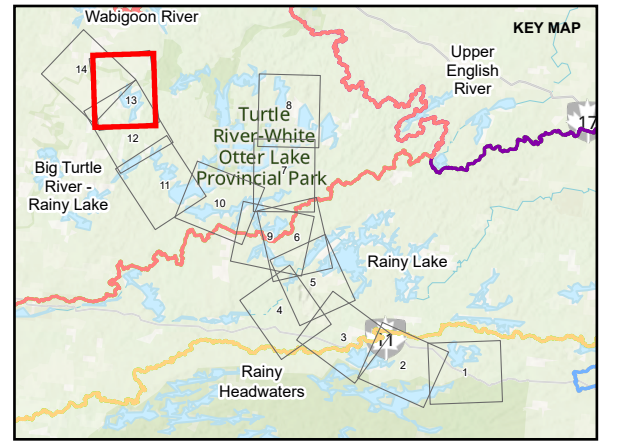 Wabigoon River
KEY MAP
14
13
Upper
English
River
8
17
Turtle
River-White
Otter Lake
Provincial Park
12
7
Big Turtle
River -
Rainy Lake
11
10
9
6
Rainy Lake
5
4
3
11
2
1
Rainy
Headwaters